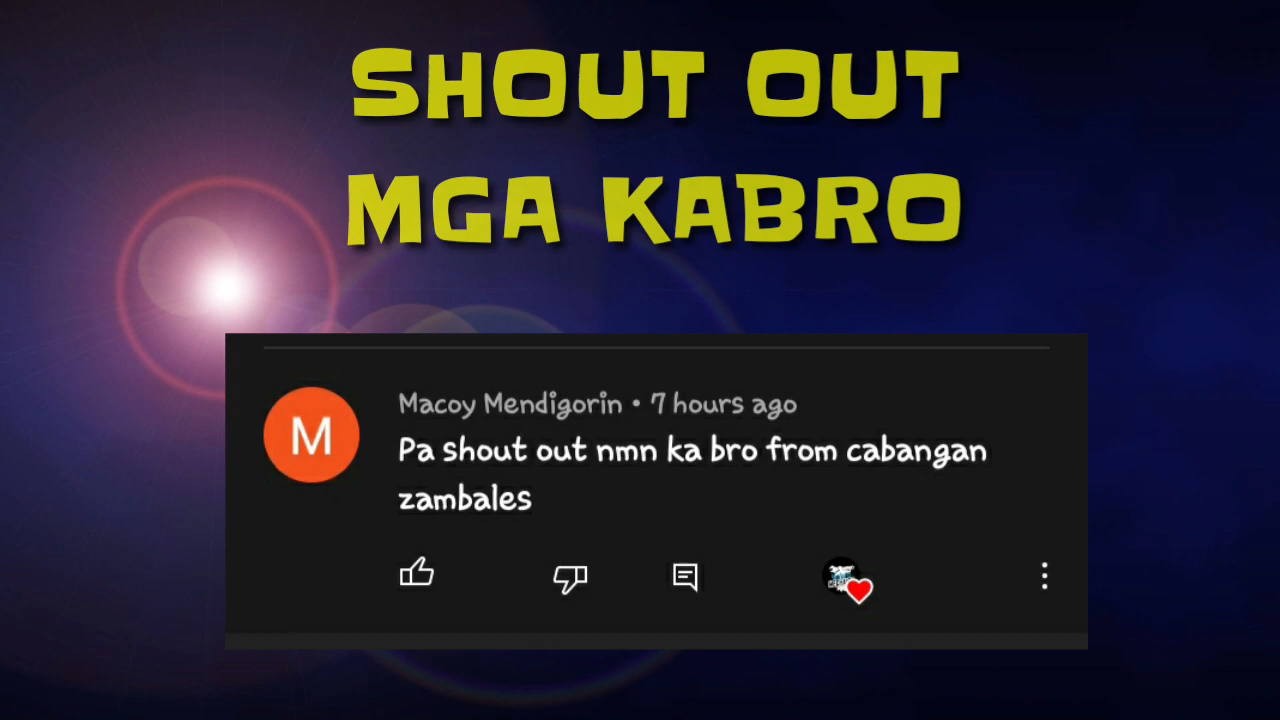 SHOUT OUT
MGA KABRO
Macoy Mendigorin • 7 hours ago
Pa shout out nmn ka bro from cabangan
zambales
M